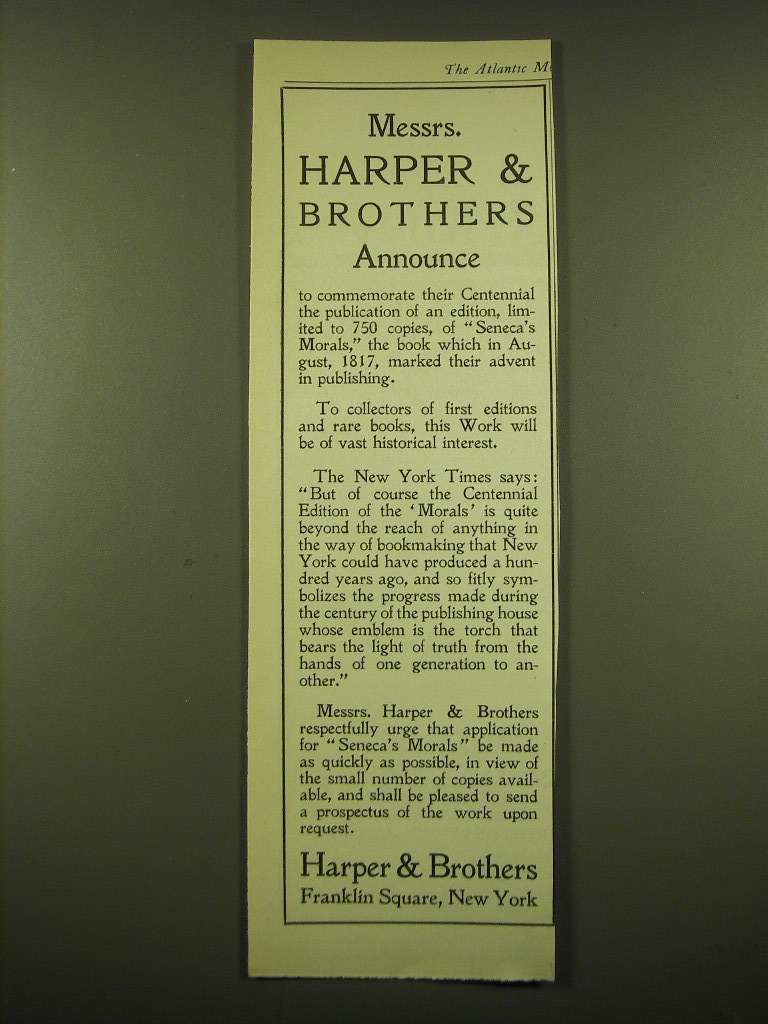 The Atlantic M
Messrs.
HARPER &
BROTHERS
Announce
to commemorate their Centennial
the publication of an edition, lim-
ited to 750 copies, of "Seneca's
Morals," the book which in Au-
gust, 1817, marked their advent
in publishing.
To collectors of first editions
and rare books, this Work will
be of vast historical interest.
The New York Times says:
"But of course the Centennial
Edition of the 'Morals' is quite
beyond the reach of anything in
the way of bookmaking that New
York could have produced a hun-
dred years ago, and so fitly sym-
bolizes the progress made during
the century of the publishing house
whose emblem is the torch that
bears the light of truth from the
hands of one generation to an-
other."
Messrs. Harper & Brothers
respectfully urge that application
for "Seneca's Morals" be made
as quickly as possible, in view of
the small number of copies avail-
able, and shall be pleased to send
a prospectus of the work upon
request.
Harper & Brothers
Franklin Square, New York